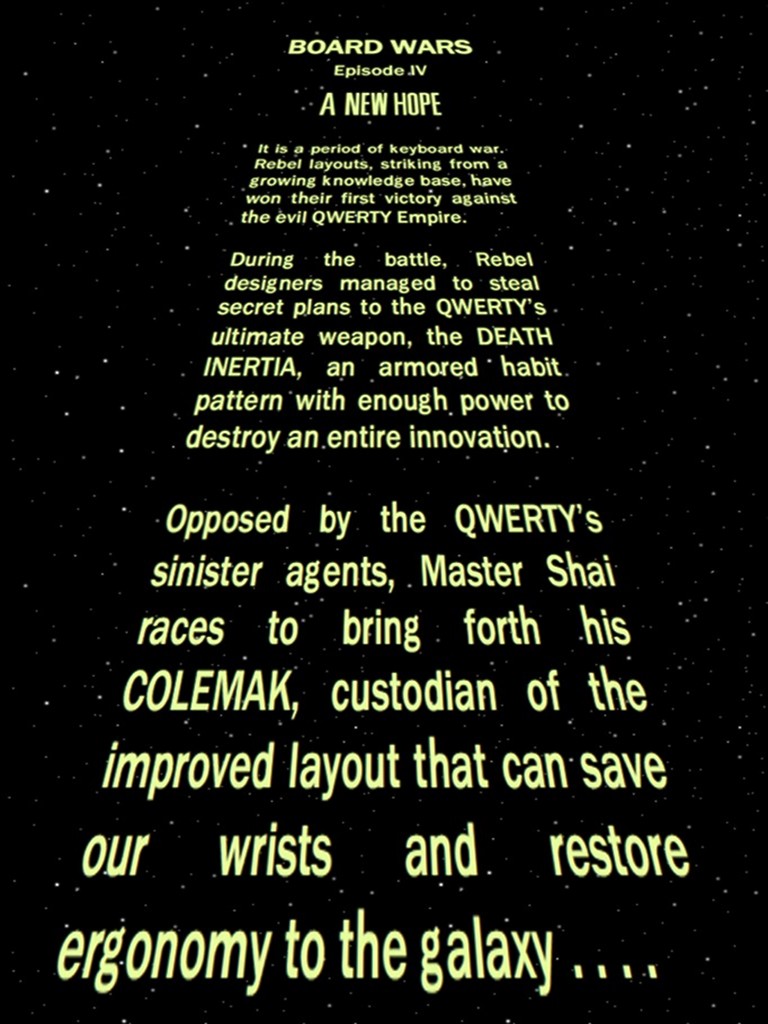 BOARD WARS
Episode IV
A NEW HOPE
It is a period of keyboard war.
Rebel layouts, striking from a
growing knowledge base, have
won their first victory against
the evil QWERTY Empire.
During the battle, Rebel
designers managed to steal
secret plans to the QWERTY's
ultimate weapon, the DEATH
INERTIA, an armored habit
pattern with enough power to
destroy an entire innovation.
Opposed by the QWERTY's
sinister agents, Master Shai
races to bring forth his
COLEMAK, custodian of the
improved layout that can save
our wrists and restore
ergonomy to the galaxy . . . .